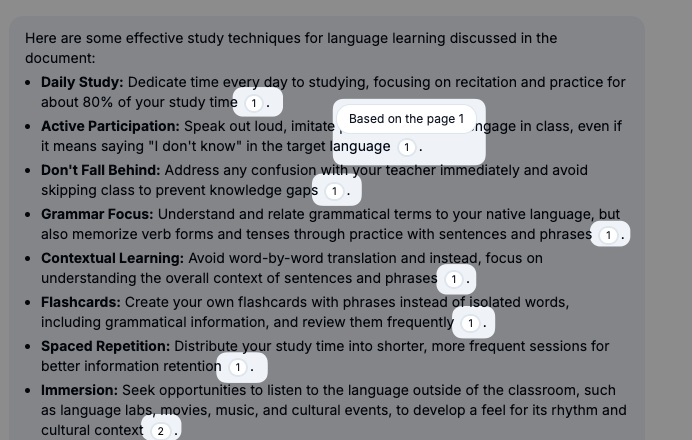 Here are some effective study techniques for language learning discussed in the
document:
• Daily Study: Dedicate time every day to studying, focusing on recitation and practice for
about 80% of your study time 1 .
Based on the page 1
• Active Participation: Speak out loud, imitate ngage in class, even if
it means saying "I don't know" in the target language 1 .
• Don't Fall Behind: Address any confusion with your teacher immediately and avoid
skipping class to prevent knowledge gaps 1 .
• Grammar Focus: Understand and relate grammatical terms to your native language, but
also memorize verb forms and tenses through practice with sentences and phrases 1 .
• Contextual Learning: Avoid word-by-word translation and instead, focus on
understanding the overall context of sentences and phrases 1 .
• Flashcards: Create your own flashcards with phrases instead of isolated words,
including grammatical information, and review them frequently 1 .
• Spaced Repetition: Distribute your study time into shorter, more frequent sessions for
better information retention 1 .
• Immersion: Seek opportunities to listen to the language outside of the classroom, such
as language labs, movies, music, and cultural events, to develop a feel for its rhythm and
cultural context 2 .